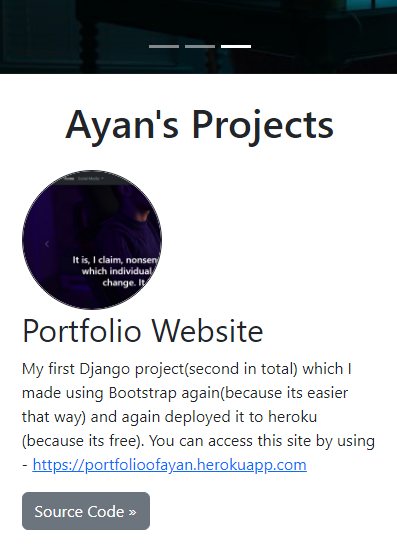 Ayan's Projects
It is, I claim, nonsen
which individual
change. It
Portfolio Website
My first Django project(second in total) which I
made using Bootstrap again(because its easier
that way) and again deployed it to heroku
(because its free). You can access this site by using
- https://portfolioofayan.herokuapp.com
Source Code »